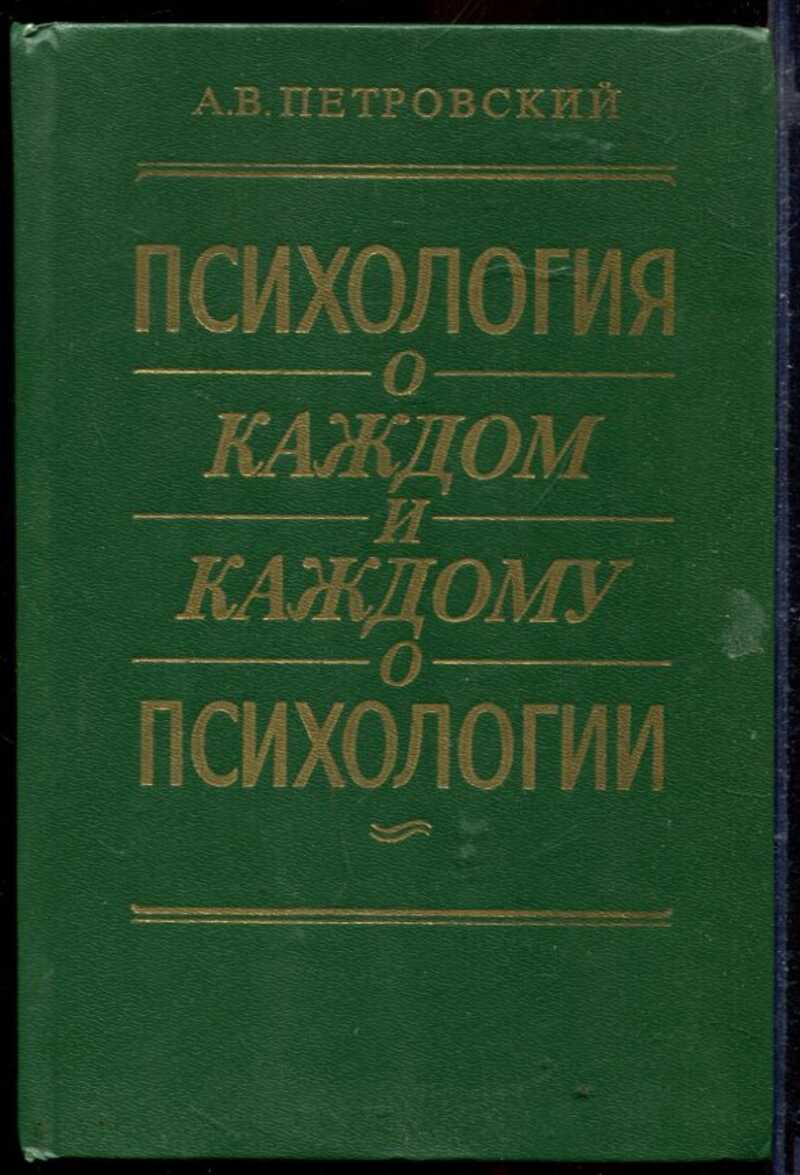 А.В. ПЕТРОВСКИЙ
ПСИХОЛОГИЯ
О
КАЖДОМ
И
КАЖДОМУ
О
ПСИХОЛОГИИ